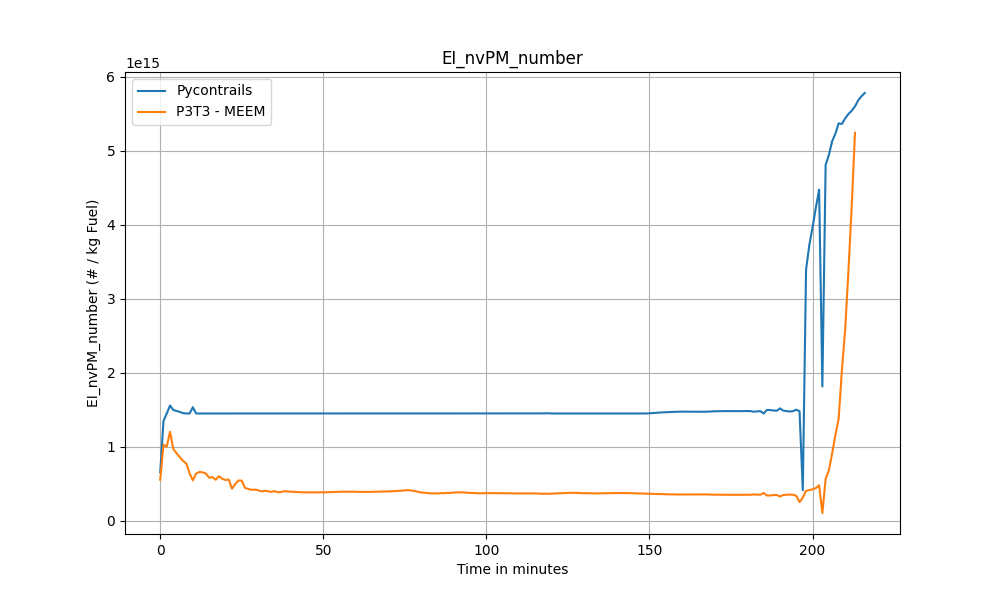 EI_nvPM_number
1e15
Pycontrails
P3T3 - MEEM
6
5
4
3
2
1
0
EI_nvPM_number (# / kg Fuel)
0 50 100 150 200
Time in minutes